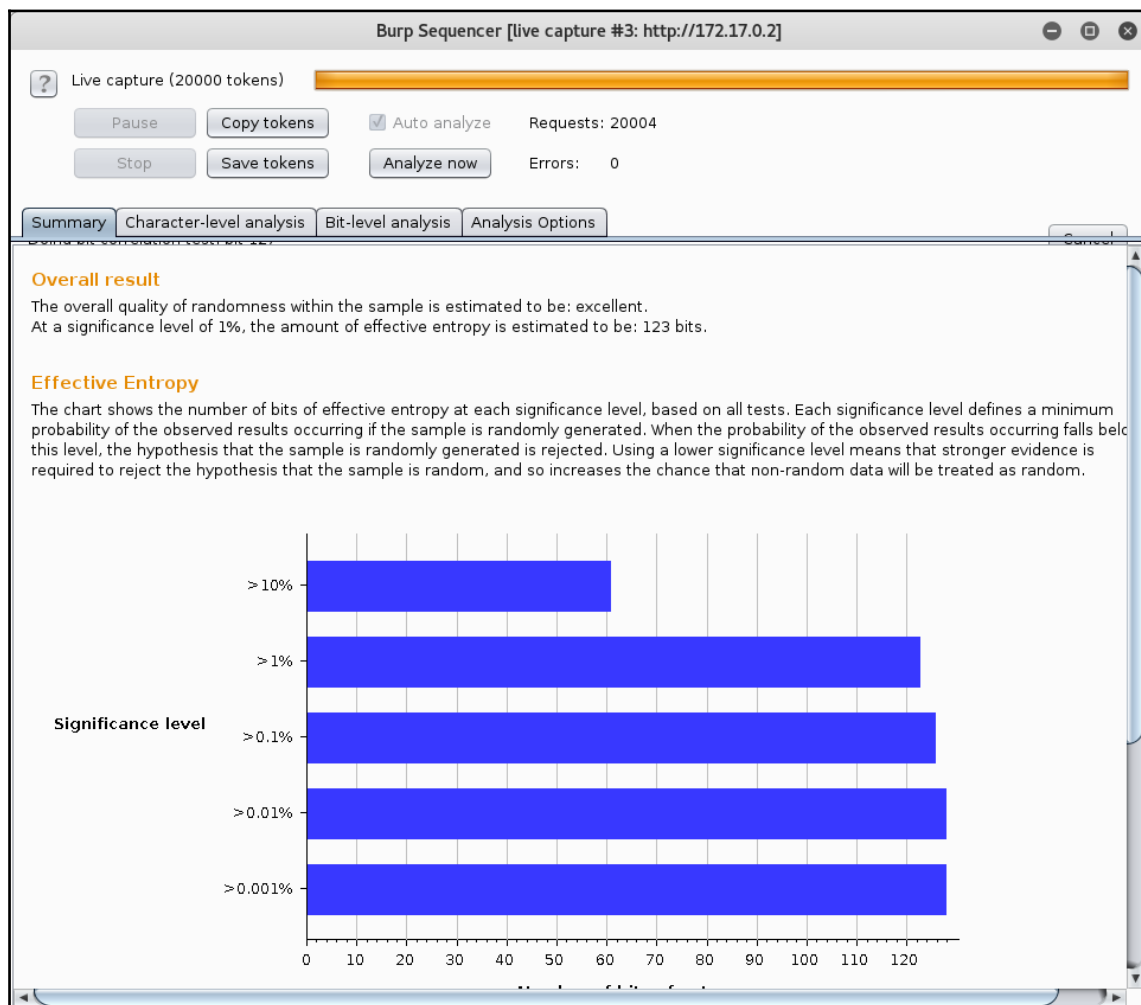 Burp Sequencer [live capture #3: http://172.17.0.2]
? Live capture (20000 tokens)
Pause Copy tokens Auto analyze Requests: 20004
Stop Save tokens Analyze now Errors: 0
Summary Character-level analysis Bit-level analysis Analysis Options
Overall result
The overall quality of randomness within the sample is estimated to be: excellent.
At a significance level of 1%, the amount of effective entropy is estimated to be: 123 bits.
Effective Entropy
The chart shows the number of bits of effective entropy at each significance level, based on all tests. Each significance level defines a minimum
probability of the observed results occurring if the sample is randomly generated. When the probability of the observed results occurring falls belo
this level, the hypothesis that the sample is randomly generated is rejected. Using a lower significance level means that stronger evidence is
required to reject the hypothesis that the sample is random, and so increases the chance that non-random data will be treated as random.
>10%
>1%
Significance level
>0.1%
>0.01%
>0.001%
0 10 20 30 40 50 60 70 80 90 100 110 120